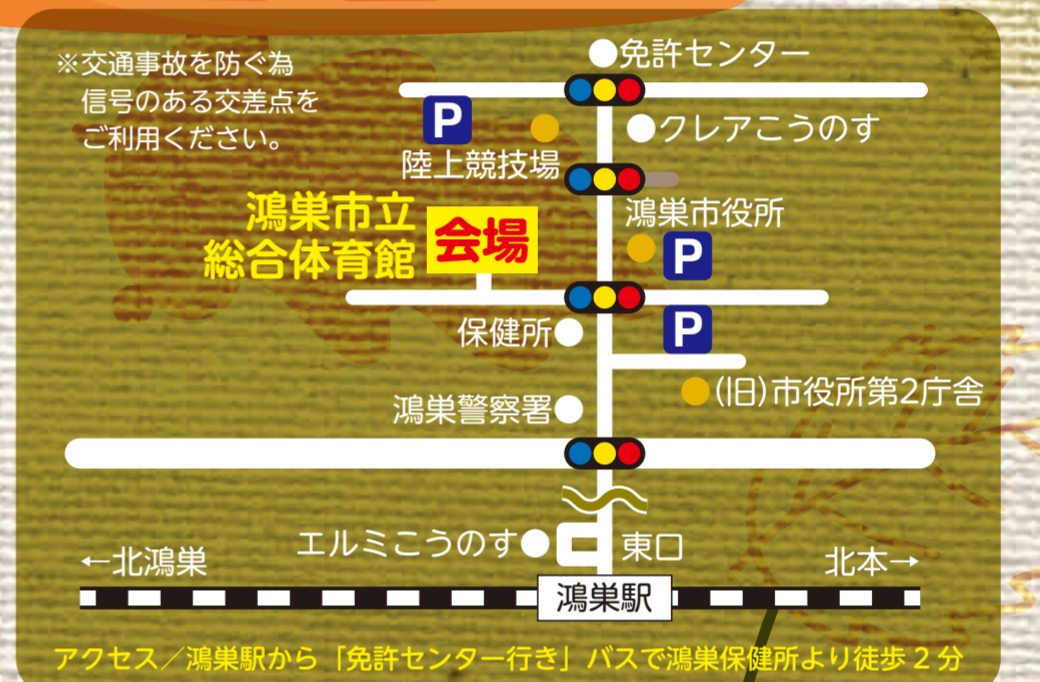 ※交通事故を防ぐ為
信号のある交差点を
ご利用ください。
免許センター
P
陸上競技場
クレアこうのす
鴻巣市立
総合体育館
会場
鴻巣市役所
P
保健所
P
(旧)市役所第2庁舎
鴻巣警察署
エルミこうのす
東口
←北鴻巣
北本→
鴻巣駅
アクセス／鴻巣駅から「免許センター行き」バスで鴻巣保健所より徒歩2分